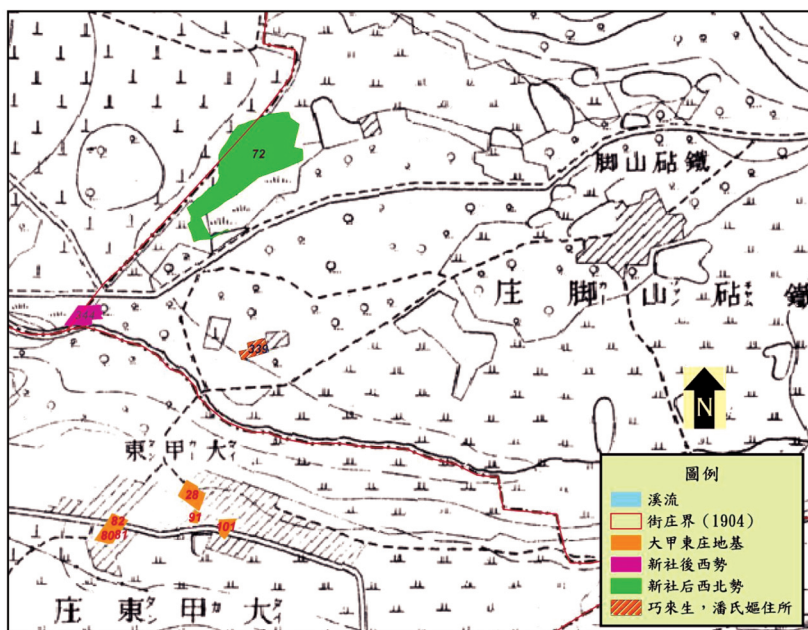 72
鐵砧山脚
鐵砧山脚庄
339
大甲東
28
91
82
101
8081
大甲東庄
N
圖例
溪流
街庄界 (1904)
大甲東庄地基
新社後西勢
新社后西北勢
巧來生，潘氏嫗住所